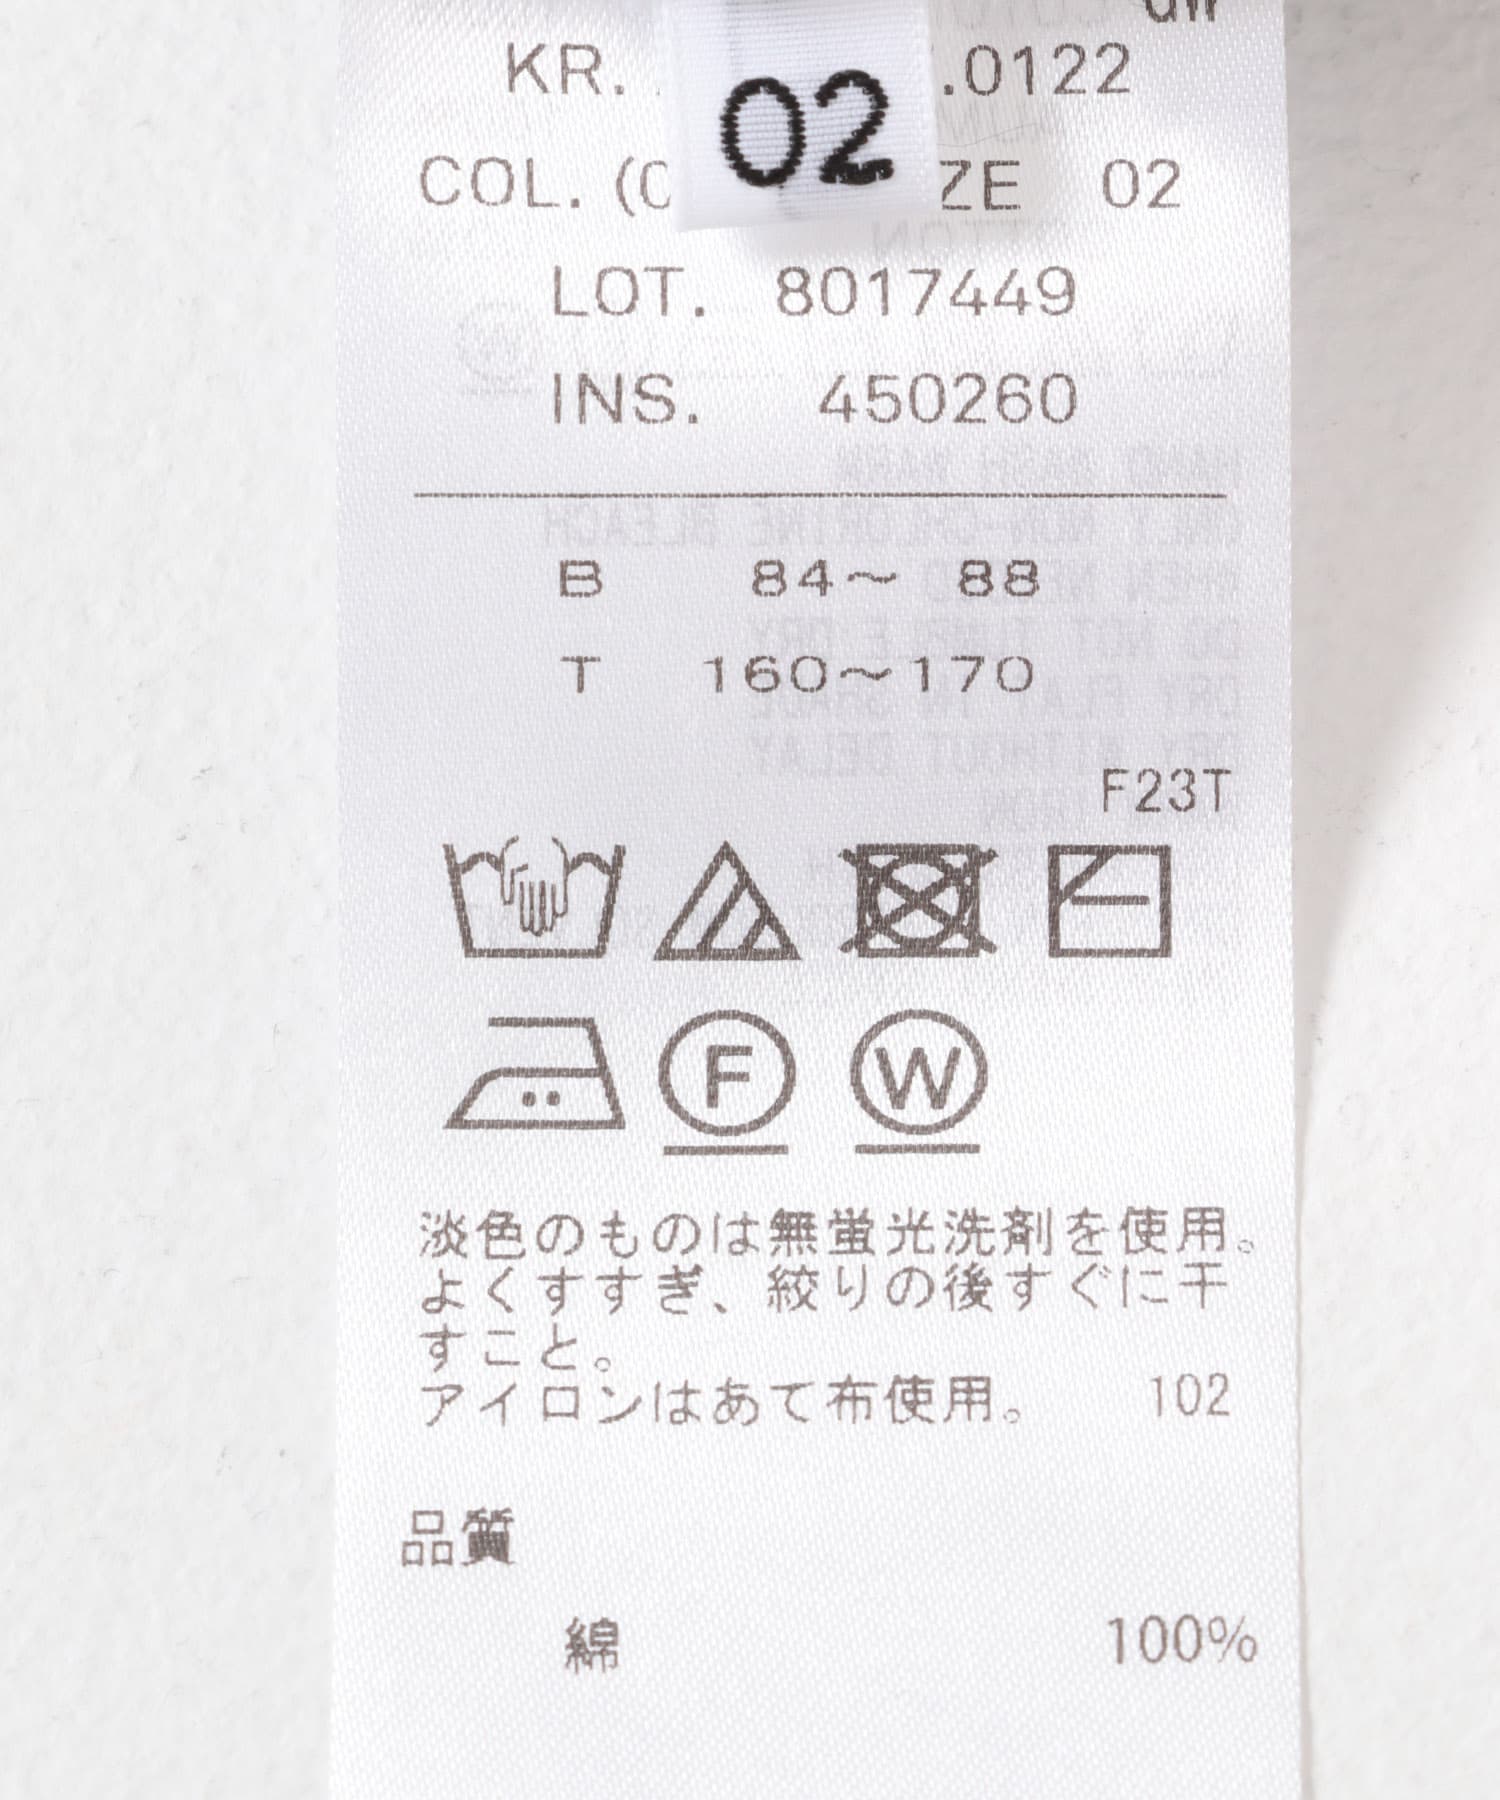 KR. .0122
02
COL. (0 ZE 02
LOT. 8017449
INS. 450260
B 84～ 88
T 160～170
F23T
F W
淡色のものは無蛍光洗剤を使用。
よくすすぎ、絞りの後すぐに干
すこと。
アイロンはあて布使用。 102
品質
綿 100%